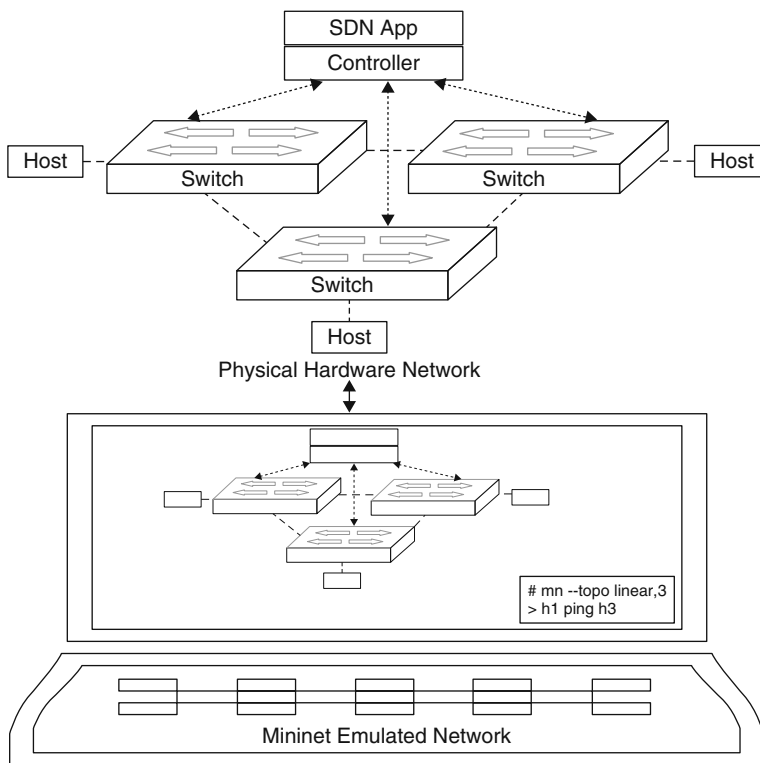 SDN App
Controller
Host
Switch
Switch
Host
Switch
Host
Physical Hardware Network
# mn --topo linear,3
> h1 ping h3
Mininet Emulated Network